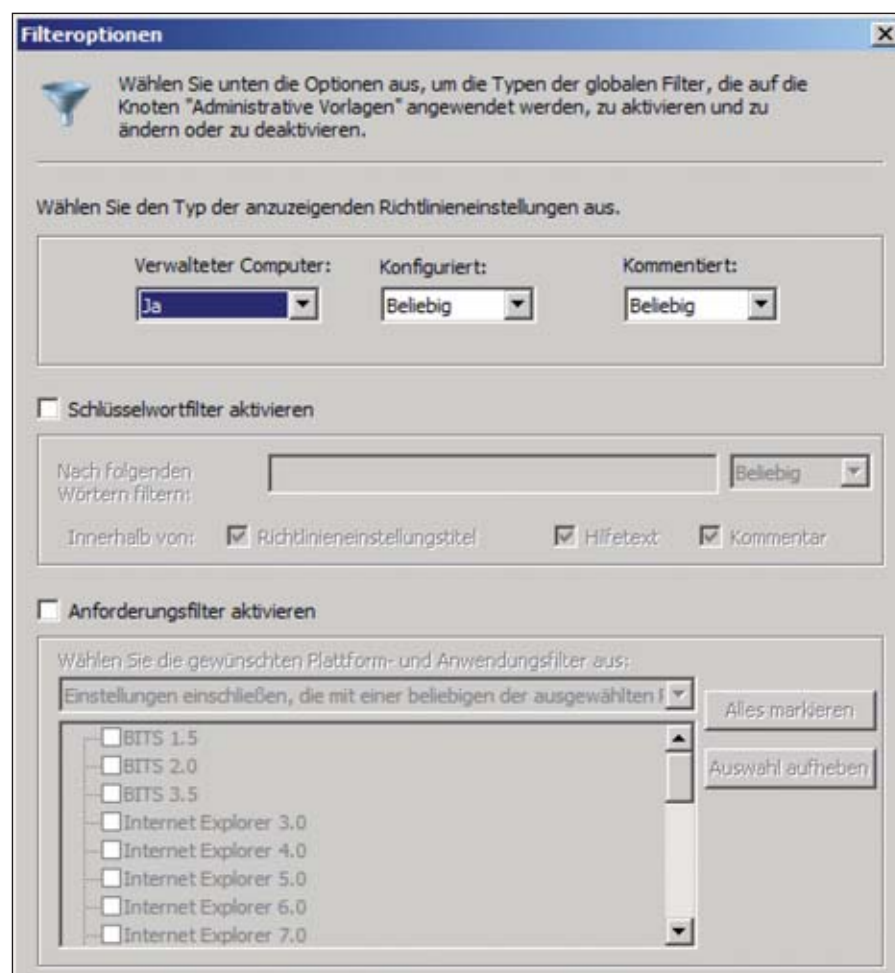 Filteroptionen
Wählen Sie unten die Optionen aus, um die Typen der globalen Filter, die auf die
Knoten "Administrative Vorlagen" angewendet werden, zu aktivieren und zu
ändern oder zu deaktivieren.
Wählen Sie den Typ der anzuzeigenden Richtlinieneinstellungen aus.
Verwalteter Computer: Konfiguriert: Kommentiert:
Ja Beliebig Beliebig
Schlüsselwortfilter aktivieren
Nach folgenden
Wörtern filtern:
Beliebig
Innerhalb von: Richtlinieneinstellungstitel Hilfetext Kommentar
Anforderungsfilter aktivieren
Wählen Sie die gewünschten Plattform- und Anwendungsfilter aus:
Einstellungen einschließen, die mit einer beliebigen der ausgewählten
Alles markieren
BITS 1.5
BITS 2.0
Auswahl aufheben
BITS 3.5
Internet Explorer 3.0
Internet Explorer 4.0
Internet Explorer 5.0
Internet Explorer 6.0
Internet Explorer 7.0